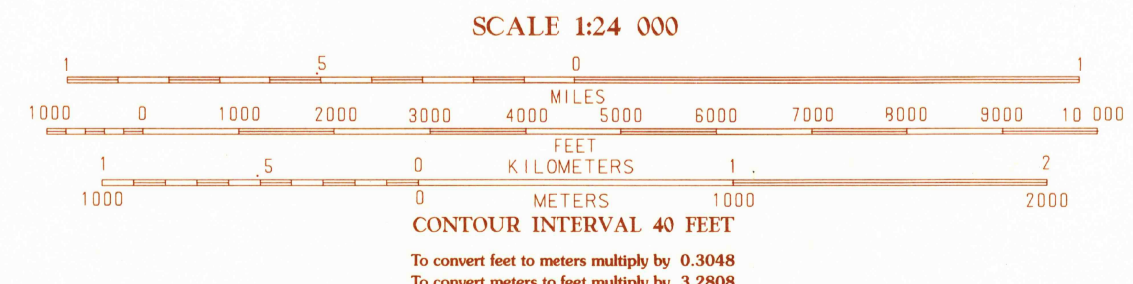 SCALE 1:24 000
1 .5 0 1
MILES
1000 0 1000 2000 3000 4000 5000 6000 7000 8000 9000 10 000
FEET
1 .5 0 KILOMETERS 1 2
1000 0 METERS 1000 2000
CONTOUR INTERVAL 40 FEET
To convert feet to meters multiply by 0.3048
To convert meters to feet multiply by 3.2808